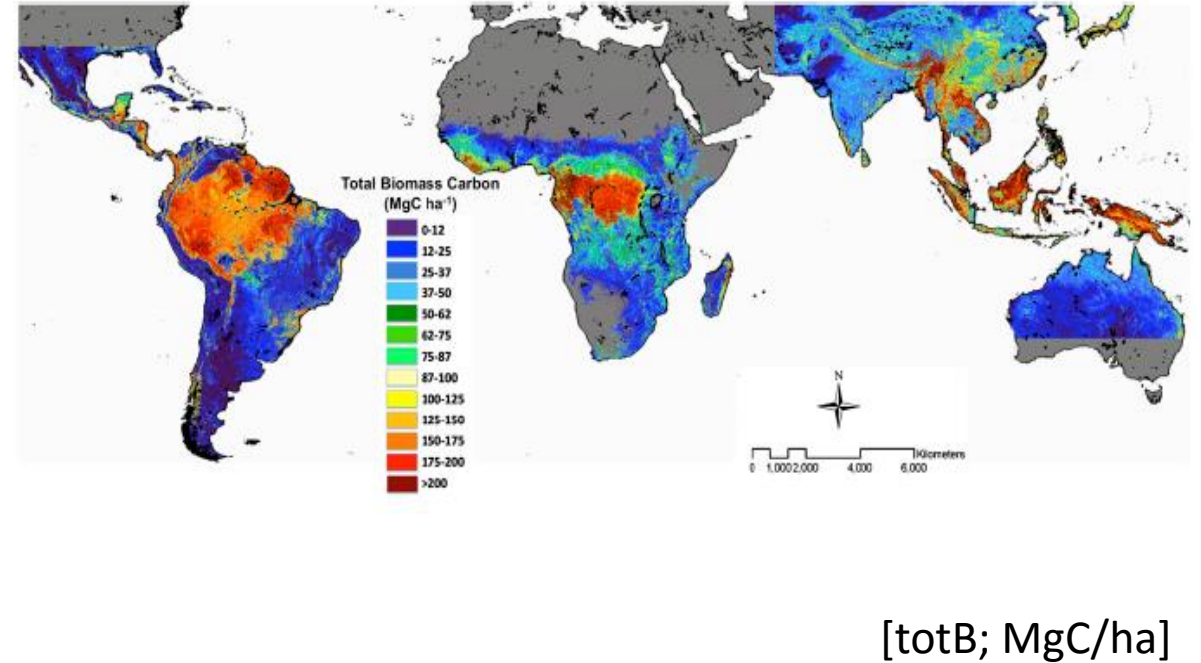 Total Biomass Carbon
(MgC ha⁻¹)
0-12
12-25
25-37
37-50
50-62
62-75
75-87
87-100
100-125
125-150
150-175
175-200
>200
N
Kilometers
0 1,000 2,000 4,000 6,000
[totB; MgC/ha]